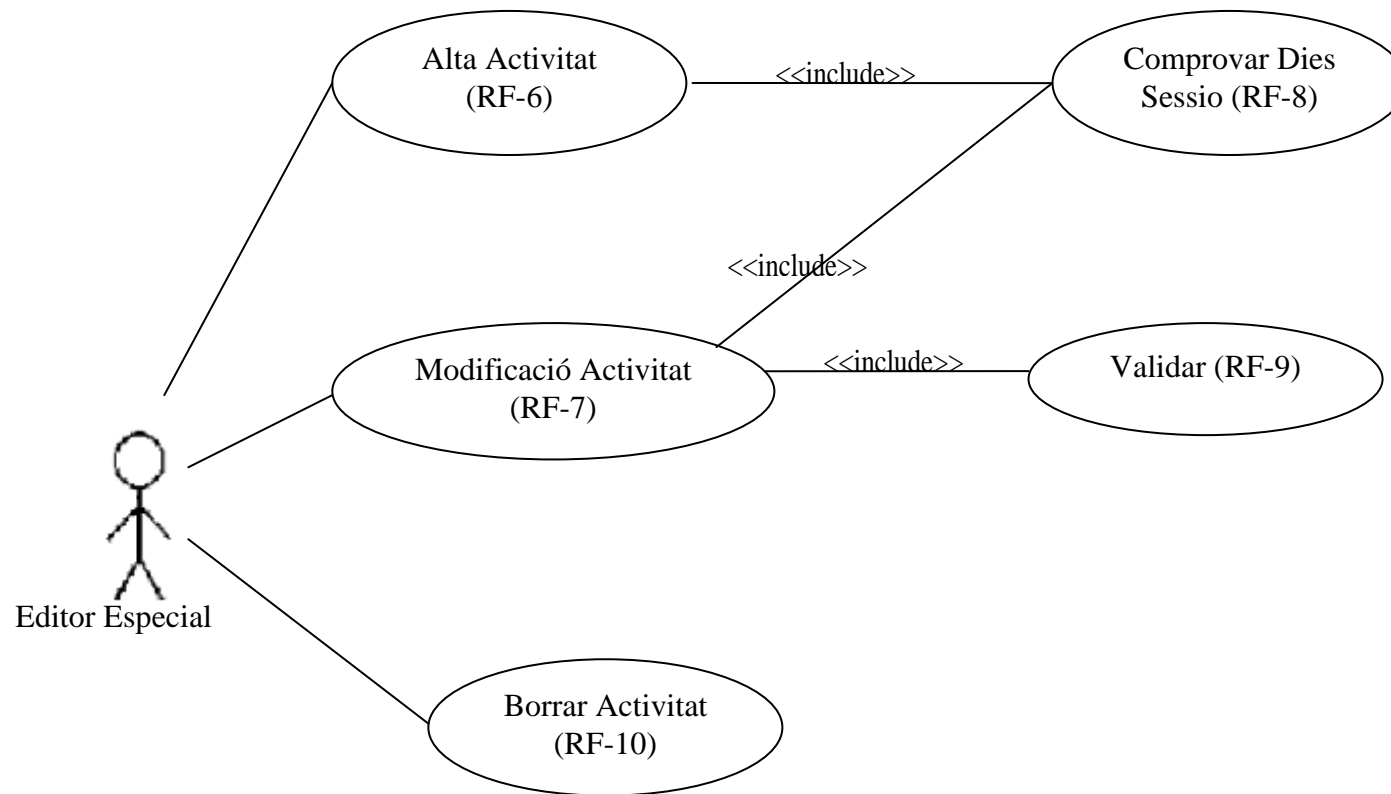 Alta Activitat
(RF-6)
<<include>>
Comprovar Dies
Sessio (RF-8)
<<include>>
Modificació Activitat
(RF-7)
<<include>>
Validar (RF-9)
Editor Especial
Borrar Activitat
(RF-10)